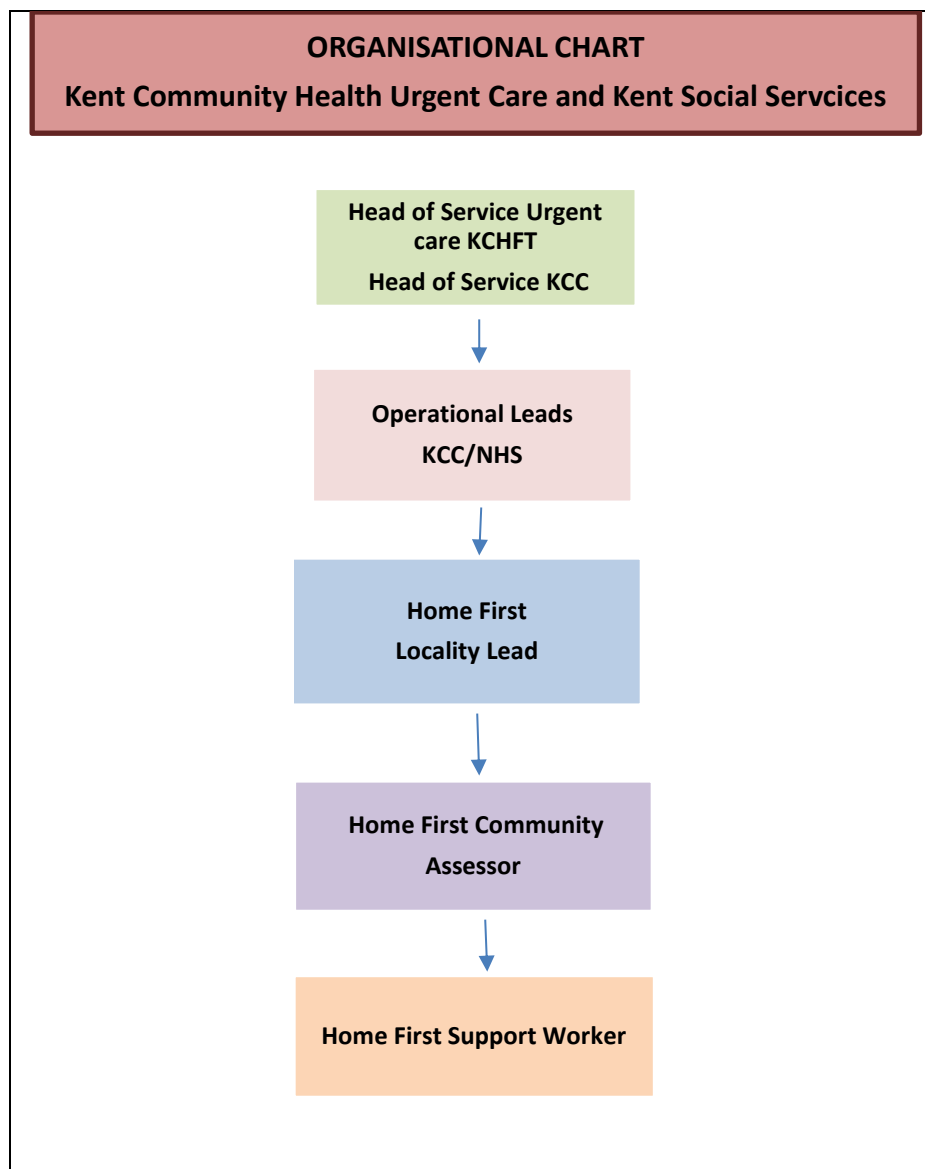 ORGANISATIONAL CHART
Kent Community Health Urgent Care and Kent Social Servcices
Head of Service Urgent
care KCHFT
Head of Service KCC
Operational Leads
KCC/NHS
Home First
Locality Lead
Home First Community
Assessor
Home First Support Worker